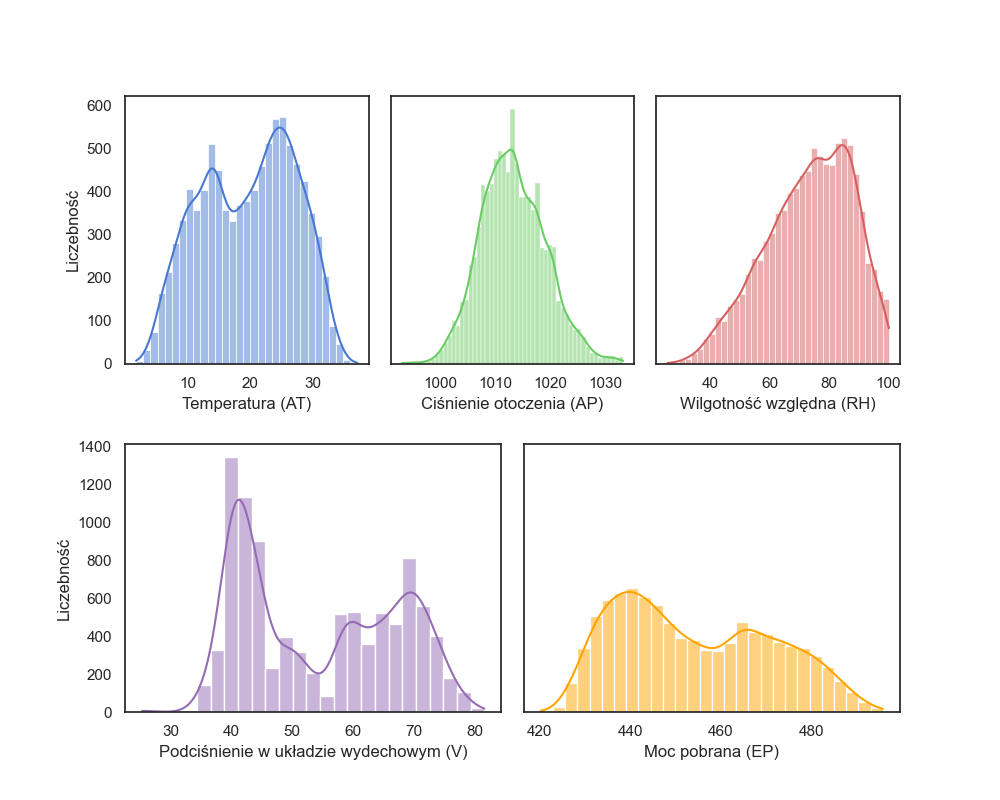 600
500
400
300
200
100
0
Liczebność
10 20 30
Temperatura (AT)
1000 1010 1020 1030
Ciśnienie otoczenia (AP)
40 60 80 100
Wilgotność względna (RH)
1400
1200
1000
800
600
400
200
0
Liczebność
30 40 50 60 70 80
Podciśnienie w układzie wydechowym (V)
420 440 460 480
Moc pobrana (EP)